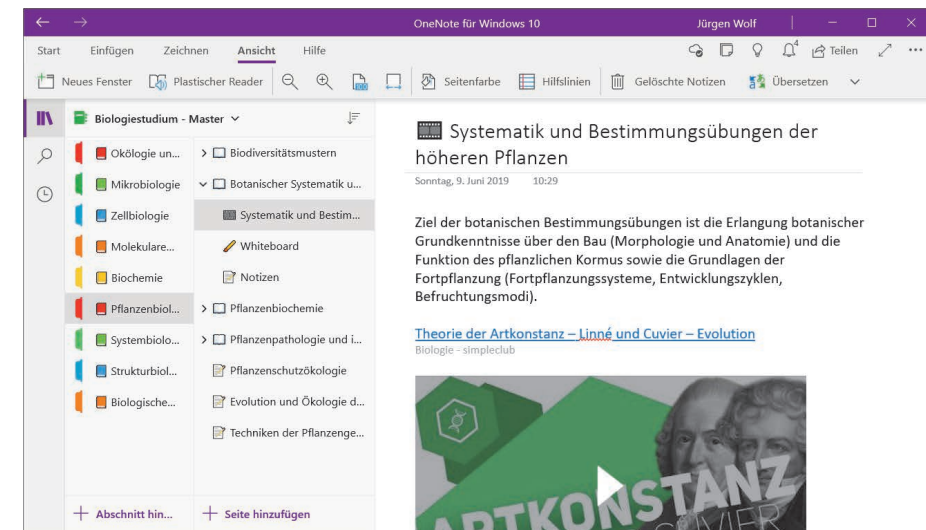 OneNote für Windows 10
Jürgen Wolf
Start Einfügen Zeichnen Ansicht Hilfe
4 Teilen
Neues Fenster Plastischer Reader Seitenfarbe Hilfslinien Gelöschte Notizen Übersetzen
Biologiestudium - Master
Okölogie un...
Mikrobiologie
Zellbiologie
Molekulare...
Biochemie
Pflanzenbiol...
Systembiolo...
Strukturbiol...
Biologische...
Abschnitt hin...
Biodiversitätsmustern
Botanischer Systematik u...
Systematik und Bestim...
Whiteboard
Notizen
Pflanzenbiochemie
Pflanzenpathologie und i...
Pflanzenschutzökologie
Evolution und Ökologie d...
Techniken der Pflanzenge...
Seite hinzufügen
Systematik und Bestimmungsübungen der
höheren Pflanzen
Sonntag, 9. Juni 2019 10:29
Ziel der botanischen Bestimmungsübungen ist die Erlangung botanischer
Grundkenntnisse über den Bau (Morphologie und Anatomie) und die
Funktion des pflanzlichen Kormus sowie die Grundlagen der
Fortpflanzung (Fortpflanzungssysteme, Entwicklungszyklen,
Befruchtungsmodi).
Theorie der Artkonstanz – Linné und Cuvier – Evolution
Biologie - simpleclub
ARTKONSTANZ
CUVIER